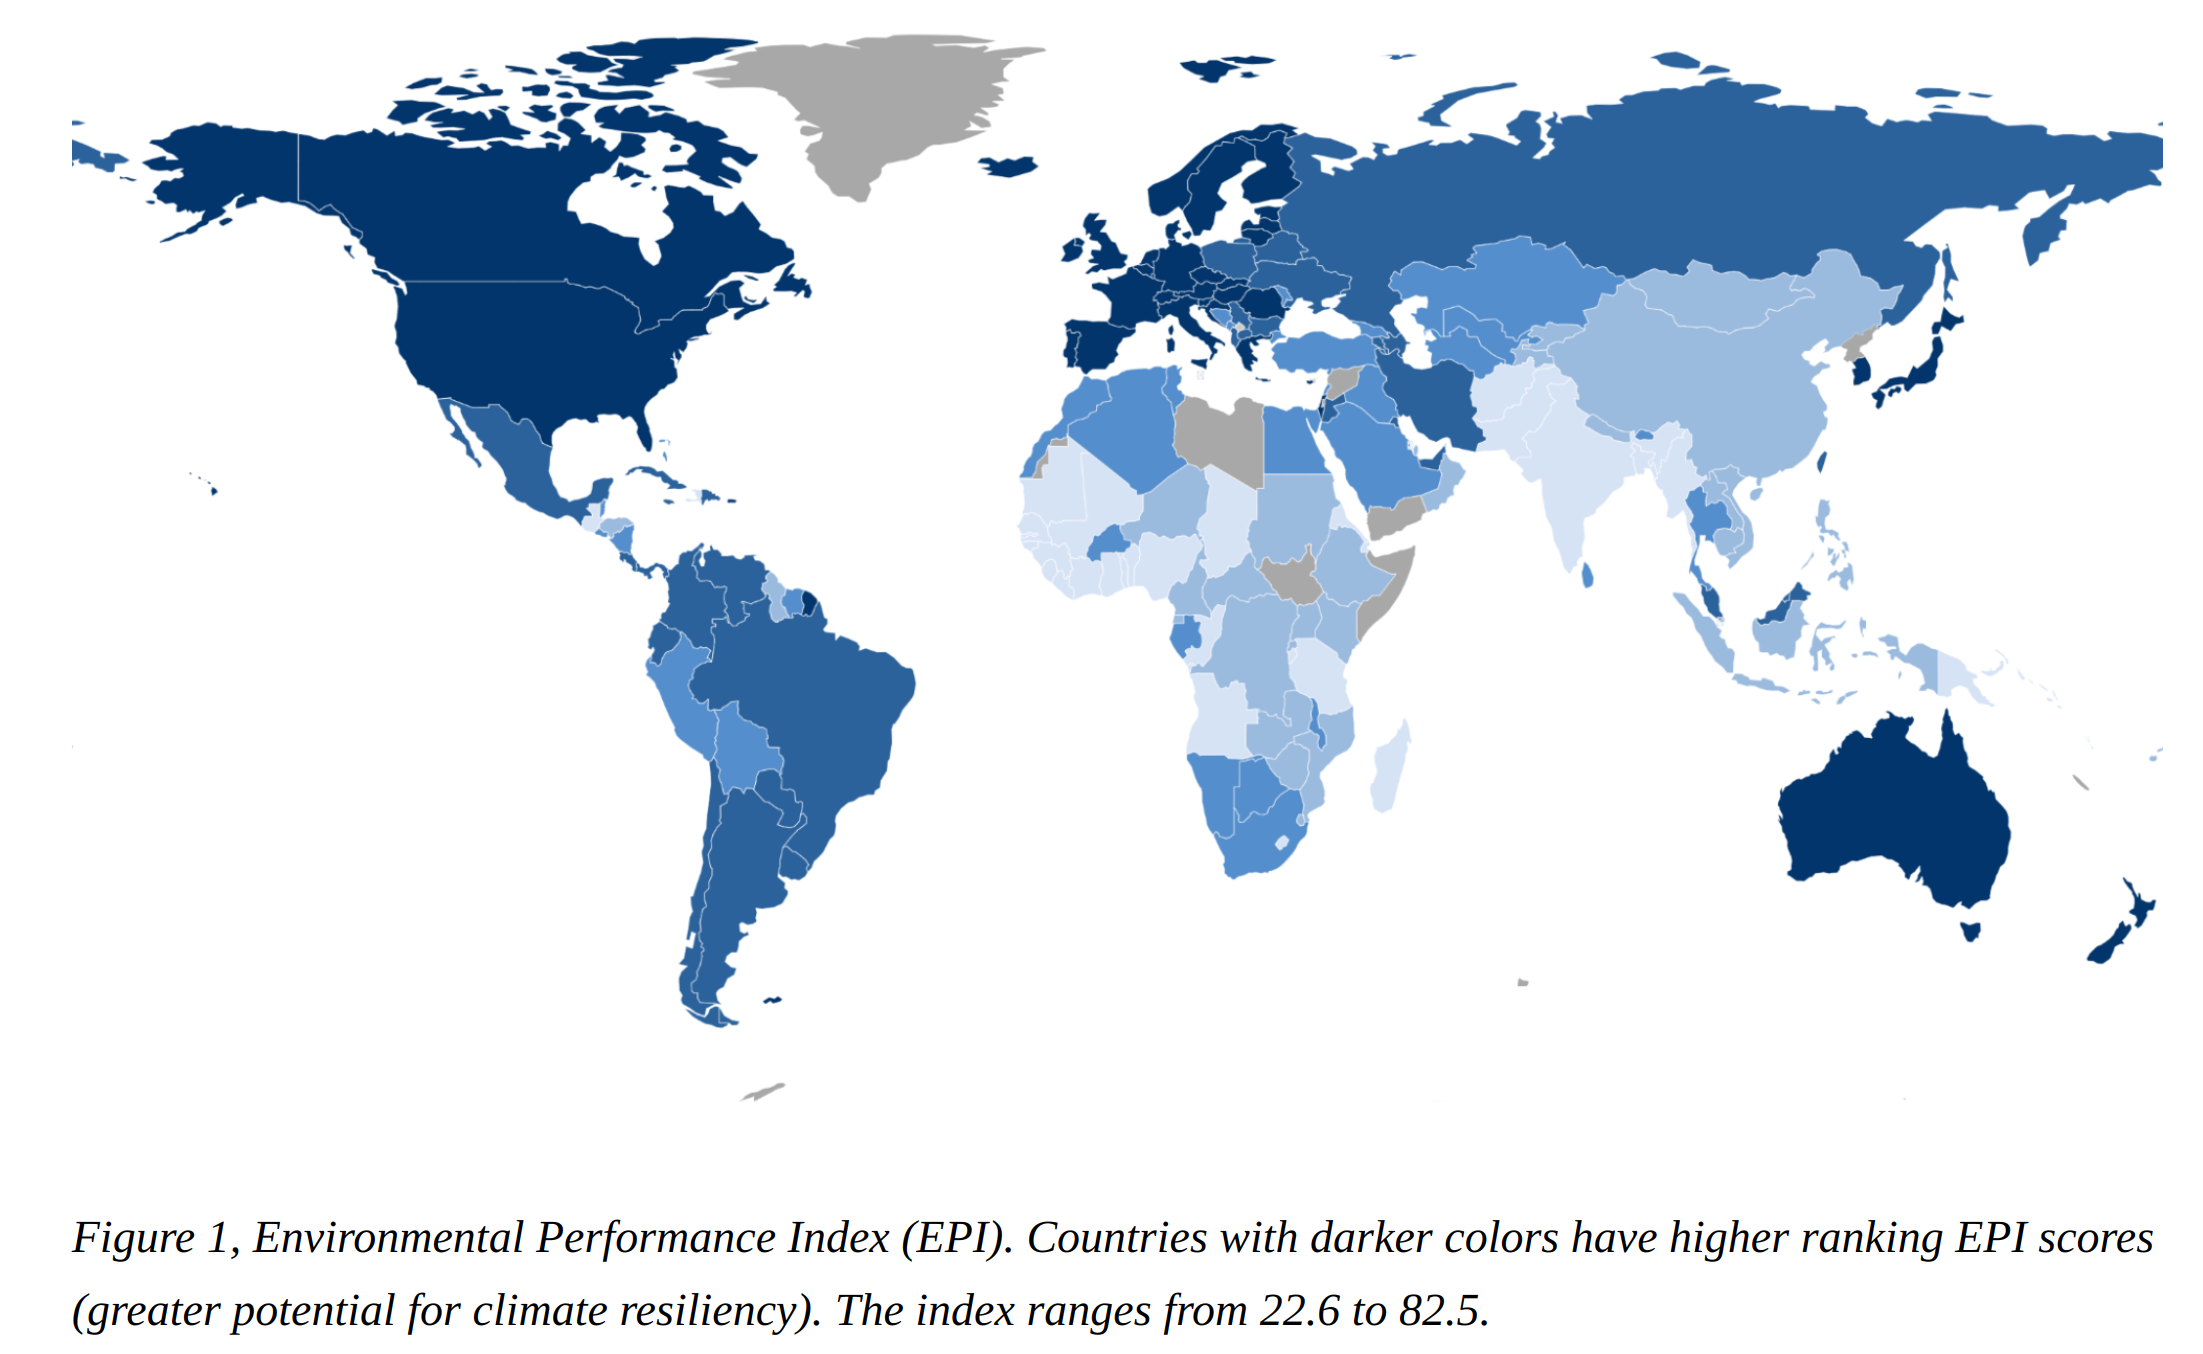 Figure 1, Environmental Performance Index (EPI). Countries with darker colors have higher ranking EPI scores
(greater potential for climate resiliency). The index ranges from 22.6 to 82.5.